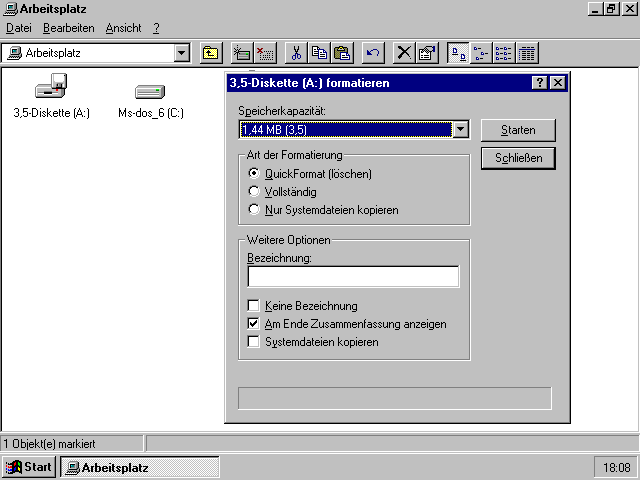 Arbeitsplatz
Datei Bearbeiten Ansicht ?
Arbeitsplatz
3,5-Diskette (A:) Ms-dos_6 (C:)
3,5-Diskette (A:) formatieren
Speicherkapazität:
1,44 MB (3,5)
Starten
Schließen
Art der Formatierung
QuickFormat (löschen)
Vollständig
Nur Systemdateien kopieren
Weitere Optionen
Bezeichnung:
Keine Bezeichnung
Am Ende Zusammenfassung anzeigen
Systemdateien kopieren
1 Objekt(e) markiert
Start Arbeitsplatz 18:08